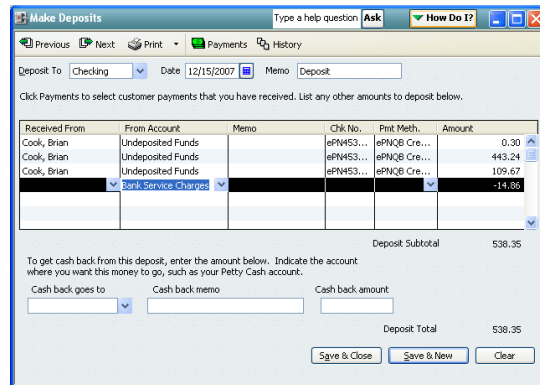 Make Deposits Type a help question Ask How Do I?
Previous Next Print Payments History
Deposit To Checking Date 12/15/2007 Memo Deposit
Click Payments to select customer payments that you have received. List any other amounts to deposit below.
Received From From Account Memo Chk No. Pmt Meth. Amount
Cook, Brian Undeposited Funds ePN453... ePNQB Cre... 0.30
Cook, Brian Undeposited Funds ePN453... ePNQB Cre... 443.24
Cook, Brian Undeposited Funds ePN453... ePNQB Cre... 109.67
Bank Service Charges -14.86
Deposit Subtotal 538.35
To get cash back from this deposit, enter the amount below. Indicate the account
where you want this money to go, such as your Petty Cash account.
Cash back goes to Cash back memo Cash back amount
Deposit Total 538.35
Save & Close Save & New Clear